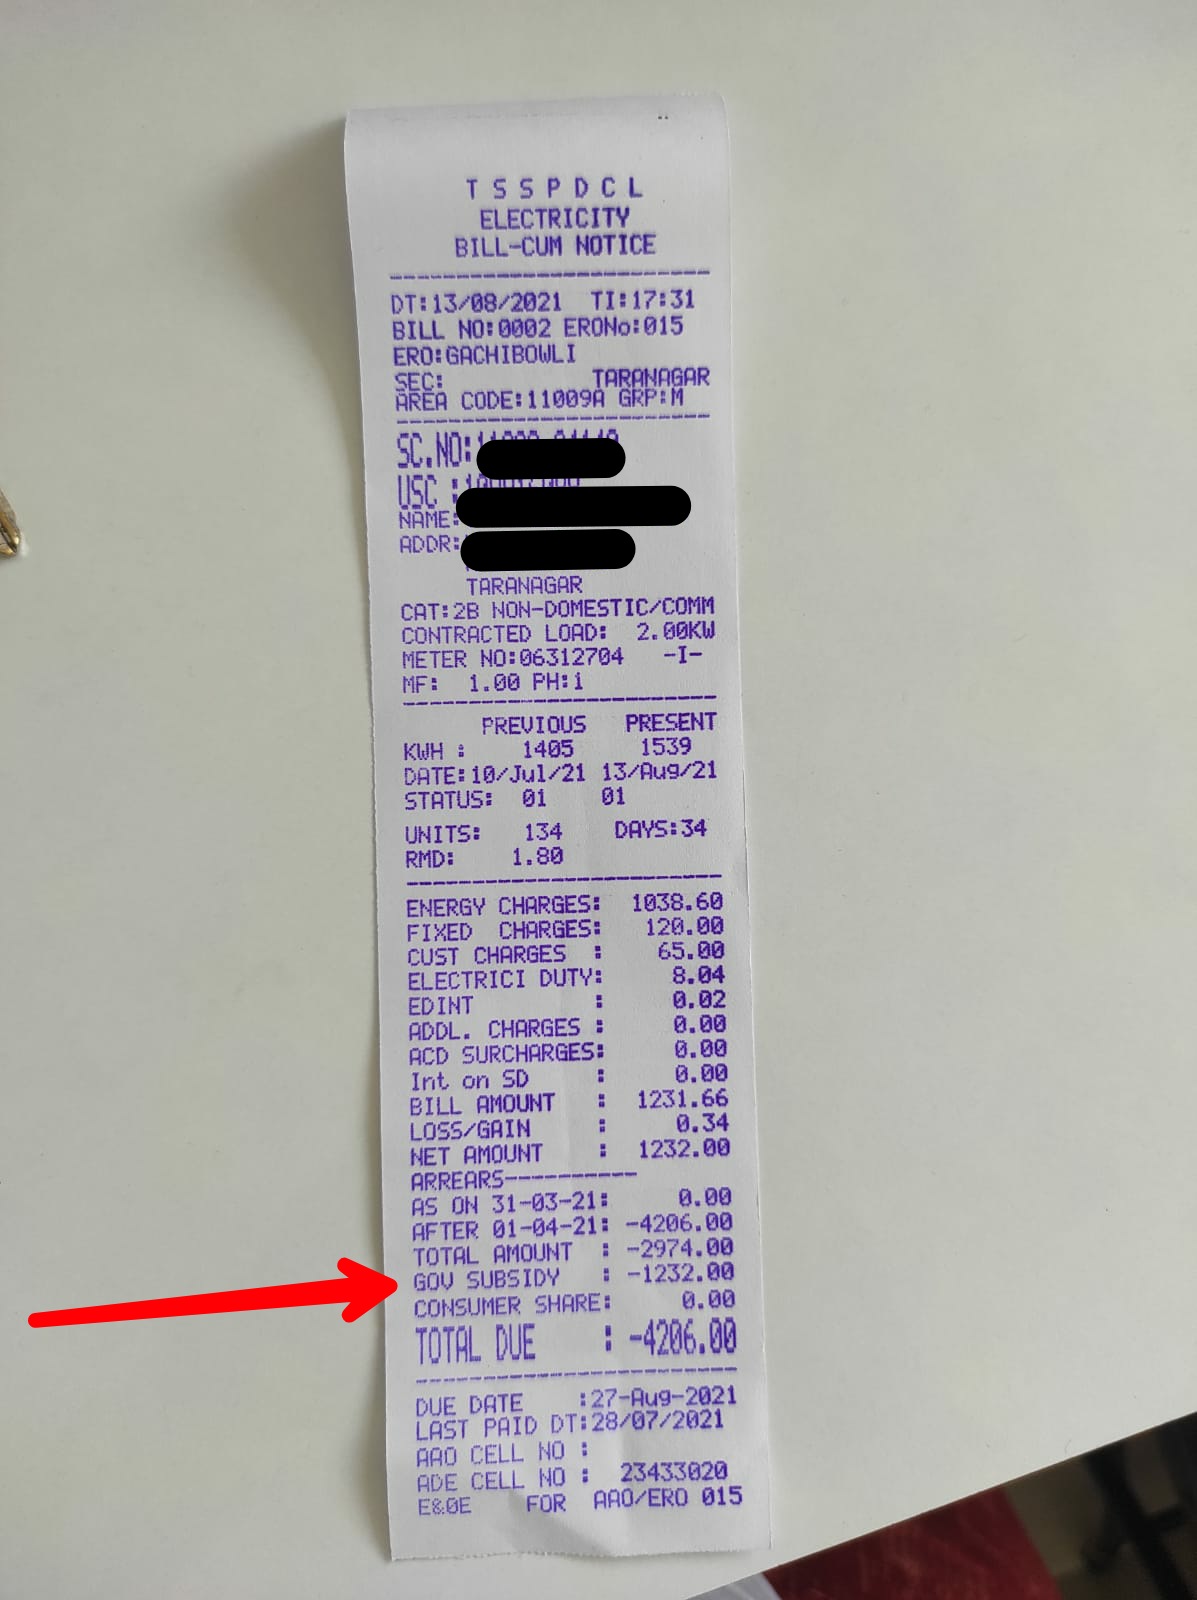 T S S P D C L
ELECTRICITY
BILL-CUM NOTICE
DT:13/08/2021 TI:17:31
BILL NO:0002 ERONo:015
ERO:GACHIBOWLI
SEC: TARANAGAR
AREA CODE:11009A GRP:M
SC.NO:
USC :
NAME:
ADDR:
TARANAGAR
CAT:2B NON-DOMESTIC/COMM
CONTRACTED LOAD: 2.00KW
METER NO:06312704 -I-
MF: 1.00 PH:1
PREVIOUS PRESENT
KWH : 1405 1539
DATE:10/Jul/21 13/Aug/21
STATUS: 01 01
UNITS: 134 DAYS:34
RMD: 1.80
ENERGY CHARGES: 1038.60
FIXED CHARGES: 120.00
CUST CHARGES : 65.00
ELECTRICI DUTY: 8.04
EDINT : 0.02
ADDL. CHARGES : 0.00
ACD SURCHARGES: 0.00
Int on SD : 0.00
BILL AMOUNT : 1231.66
LOSS/GAIN : 0.34
NET AMOUNT : 1232.00
ARREARS----------
AS ON 31-03-21: 0.00
AFTER 01-04-21: -4206.00
TOTAL AMOUNT : -2974.00
GOV SUBSIDY : -1232.00
CONSUMER SHARE: 0.00
TOTAL DUE : -4206.00
DUE DATE :27-Aug-2021
LAST PAID DT:28/07/2021
AAO CELL NO :
ADE CELL NO : 23433020
E&OE FOR AAO/ERO 015